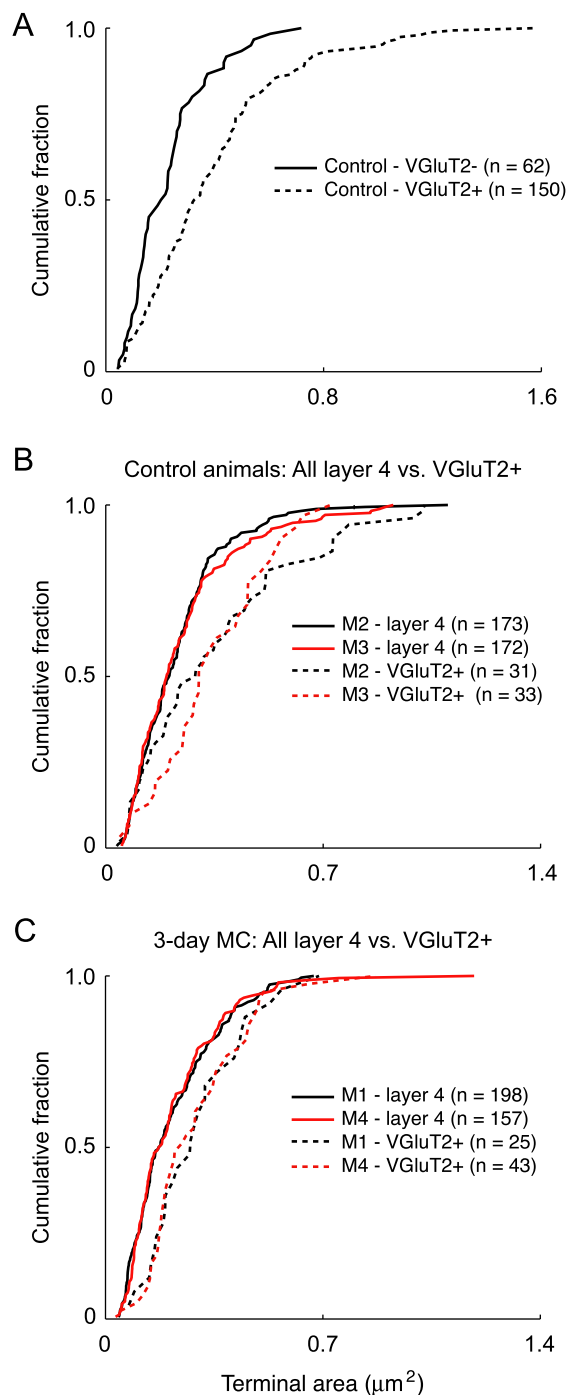 A
1.0
Cumulative fraction
0.5
Control - VGluT2- (n = 62)
Control - VGluT2+ (n = 150)
0
0
0.8
1.6
B
Control animals: All layer 4 vs. VGluT2+
1.0
Cumulative fraction
M2 - layer 4 (n = 173)
M3 - layer 4 (n = 172)
0.5
M2 - VGluT2+ (n = 31)
M3 - VGluT2+ (n = 33)
0
0
0.7
1.4
C
3-day MC: All layer 4 vs. VGluT2+
1.0
Cumulative fraction
M1 - layer 4 (n = 198)
M4 - layer 4 (n = 157)
0.5
M1 - VGluT2+ (n = 25)
M4 - VGluT2+ (n = 43)
0
0
0.7
1.4
Terminal area (μm²)